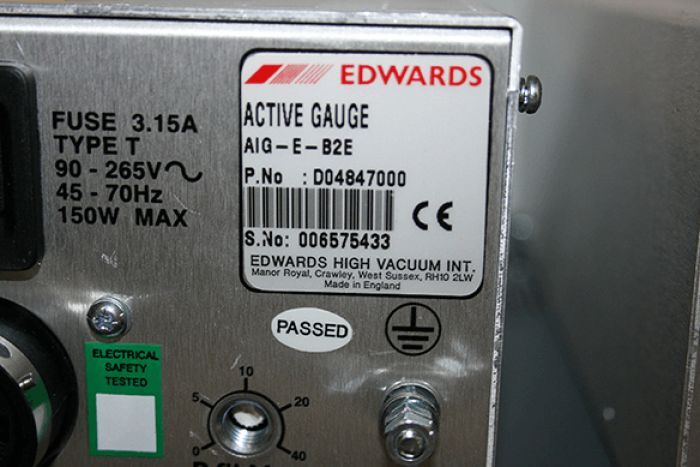 FUSE 3.15A
TYPE T
90 - 265V~
45 - 70Hz
150W MAX
EDWARDS
ACTIVE GAUGE
AIG-E-B2E
P.No : D04847000
CE
S.No: 006575433
EDWARDS HIGH VACUUM INT.
Manor Royal, Crawley, West Sussex, RH10 2LW
Made in England
PASSED
ELECTRICAL
SAFETY
TESTED
10
5
20
0
40